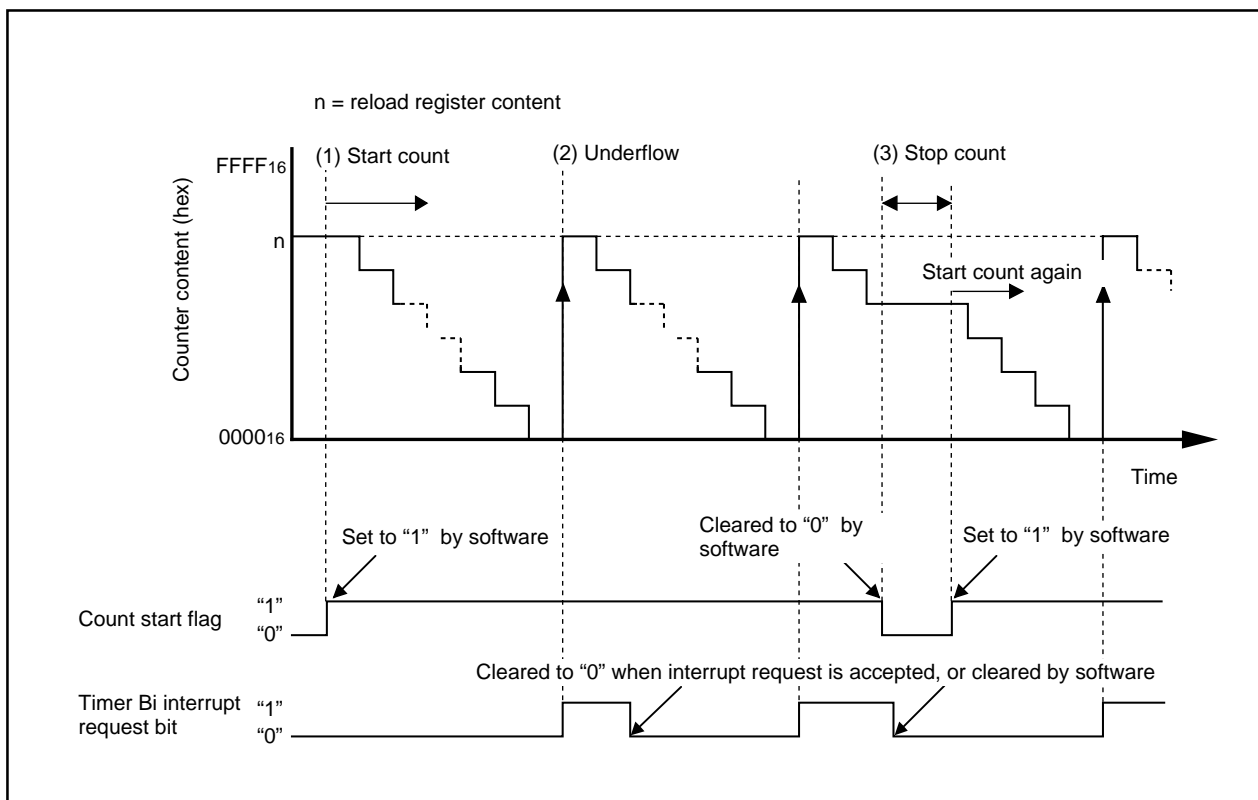 n = reload register content
FFFF16
(1) Start count
(2) Underflow
(3) Stop count
Counter content (hex)
n
Start count again
000016
Time
Set to “1” by software
Cleared to “0” by
software
Set to “1” by software
Count start flag
“1”
“0”
Cleared to “0” when interrupt request is accepted, or cleared by software
Timer Bi interrupt
request bit
“1”
“0”